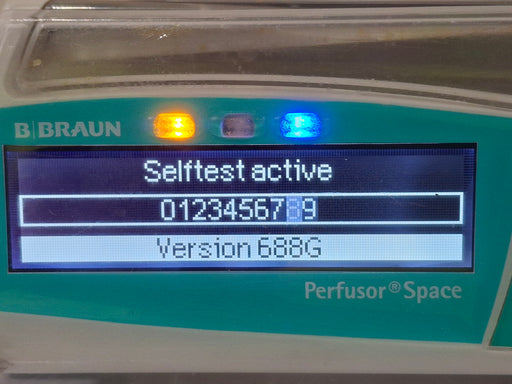 B|BRAUN
Selftest active
0123456789
Version 688G
Perfusor® Space